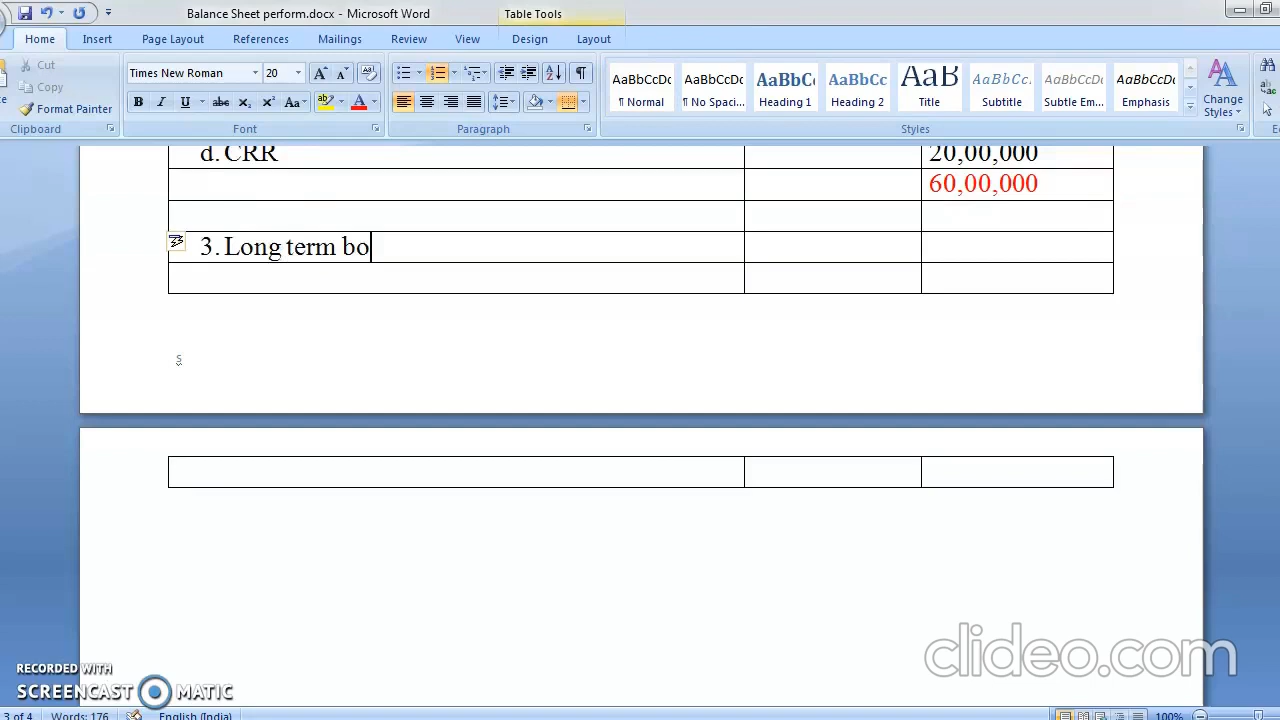 Balance Sheet perform.docx - Microsoft Word
Table Tools
Home
Insert
Page Layout
References
Mailings
Review
View
Design
Layout
Cut
Copy
Format Painter
Clipboard
Times New Roman
20
Font
Paragraph
AaBbCcDc
¶ Normal
AaBbCcDc
¶ No Spaci...
AaBbCc
Heading 1
AaBbCc
Heading 2
AaB
Title
AaBbCc.
Subtitle
AaBbCcDc
Subtle Em...
AaBbCcDc
Emphasis
Change
Styles
Styles
d. CRR
20,00,000
60,00,000
3. Long term bo
s
clideo.com
RECORDED WITH
SCREENCAST MATIC
3 of 4
Words: 176
English (India)
100%